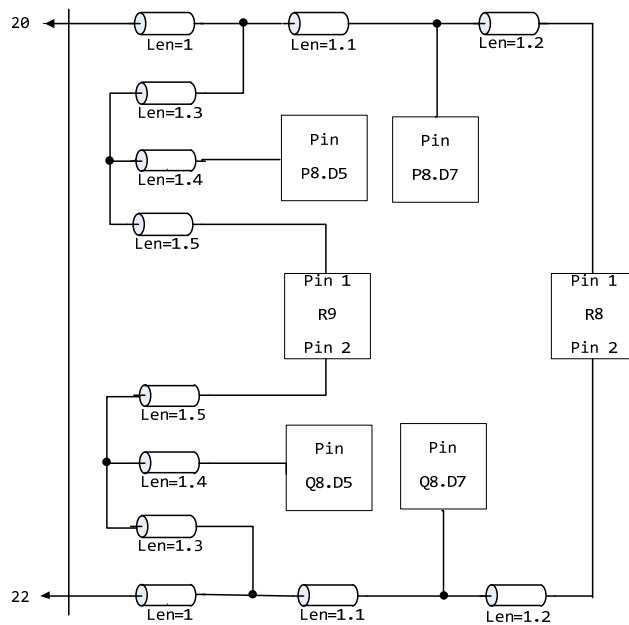 20
Len=1
Len=1.1
Len=1.2
Len=1.3
Len=1.4
Pin
P8.D5
Pin
P8.D7
Len=1.5
Pin 1
R9
Pin 2
Pin 1
R8
Pin 2
Len=1.5
Len=1.4
Pin
Q8.D5
Pin
Q8.D7
Len=1.3
22
Len=1
Len=1.1
Len=1.2